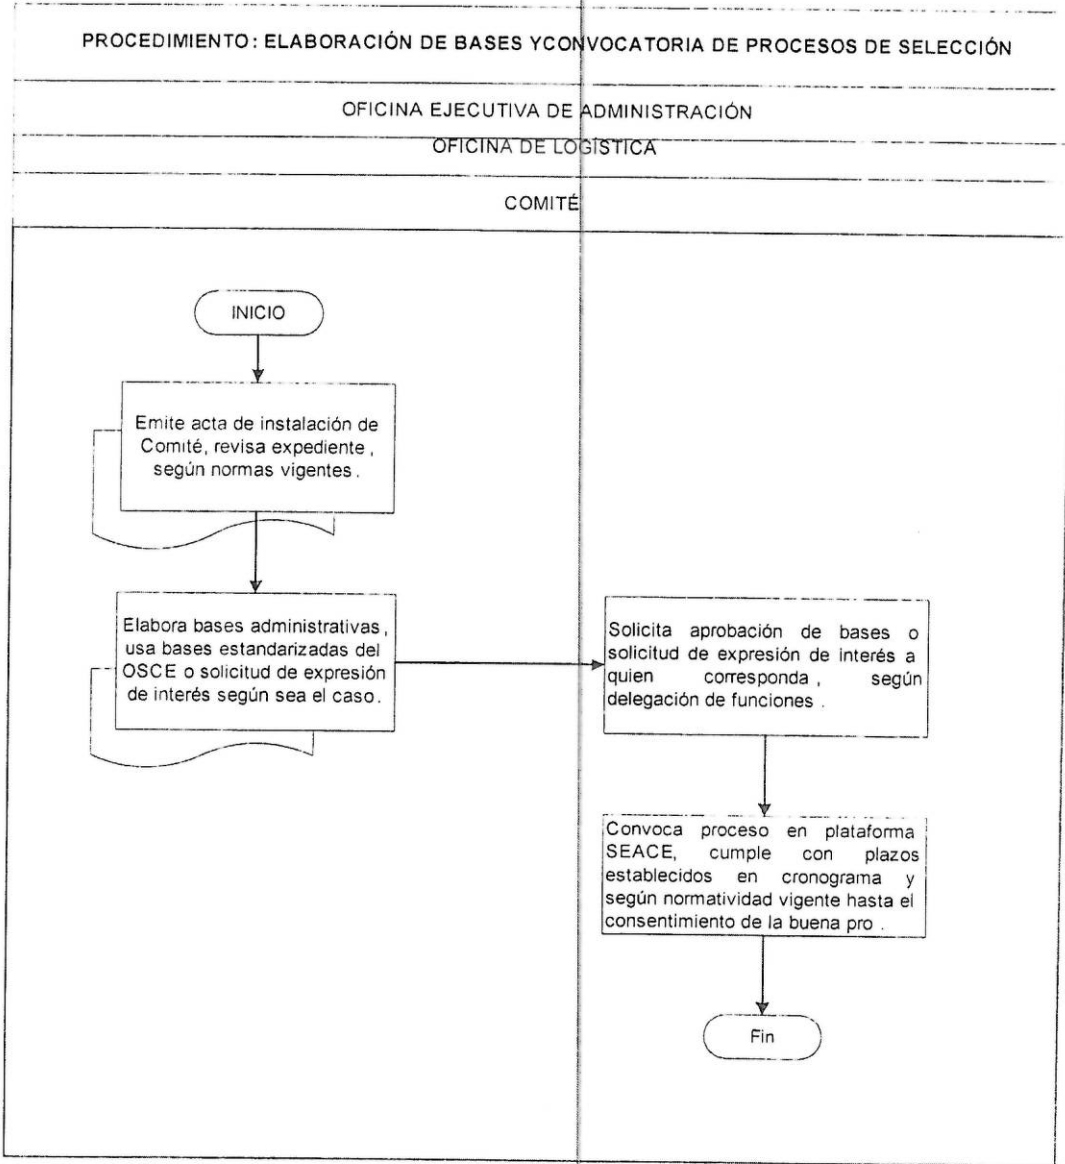 PROCEDIMIENTO: ELABORACIÓN DE BASES YCONVOCATORIA DE PROCESOS DE SELECCIÓN
OFICINA EJECUTIVA DE ADMINISTRACIÓN
OFICINA DE LOGÍSTICA
COMITÉ
INICIO
Emite acta de instalación de
Comité, revisa expediente ,
según normas vigentes .
Elabora bases administrativas ,
usa bases estandarizadas del
OSCE o solicitud de expresión
de interés según sea el caso.
Solicita aprobación de bases o
solicitud de expresión de interés a
quien corresponda , según
delegación de funciones .
Convoca proceso en plataforma
SEACE, cumple con plazos
establecidos en cronograma y
según normatividad vigente hasta el
consentimiento de la buena pro .
Fin